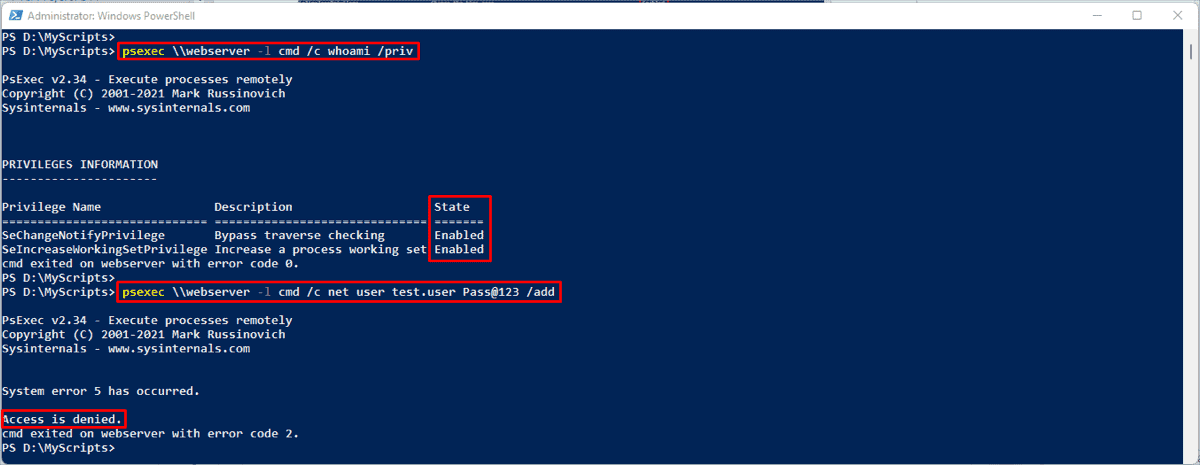 Administrator: Windows PowerShell
PS D:\MyScripts>
PS D:\MyScripts> psexec \\webserver -l cmd /c whoami /priv
PsExec v2.34 - Execute processes remotely
Copyright (C) 2001-2021 Mark Russinovich
Sysinternals - www.sysinternals.com
PRIVILEGES INFORMATION
----------------------
Privilege Name                Description                    State
============================= ============================== =======
SeChangeNotifyPrivilege       Bypass traverse checking       Enabled
SeIncreaseWorkingSetPrivilege Increase a process working set Enabled
cmd exited on webserver with error code 0.
PS D:\MyScripts>
PS D:\MyScripts> psexec \\webserver -l cmd /c net user test.user Pass@123 /add
PsExec v2.34 - Execute processes remotely
Copyright (C) 2001-2021 Mark Russinovich
Sysinternals - www.sysinternals.com
System error 5 has occurred.
Access is denied.
cmd exited on webserver with error code 2.
PS D:\MyScripts>